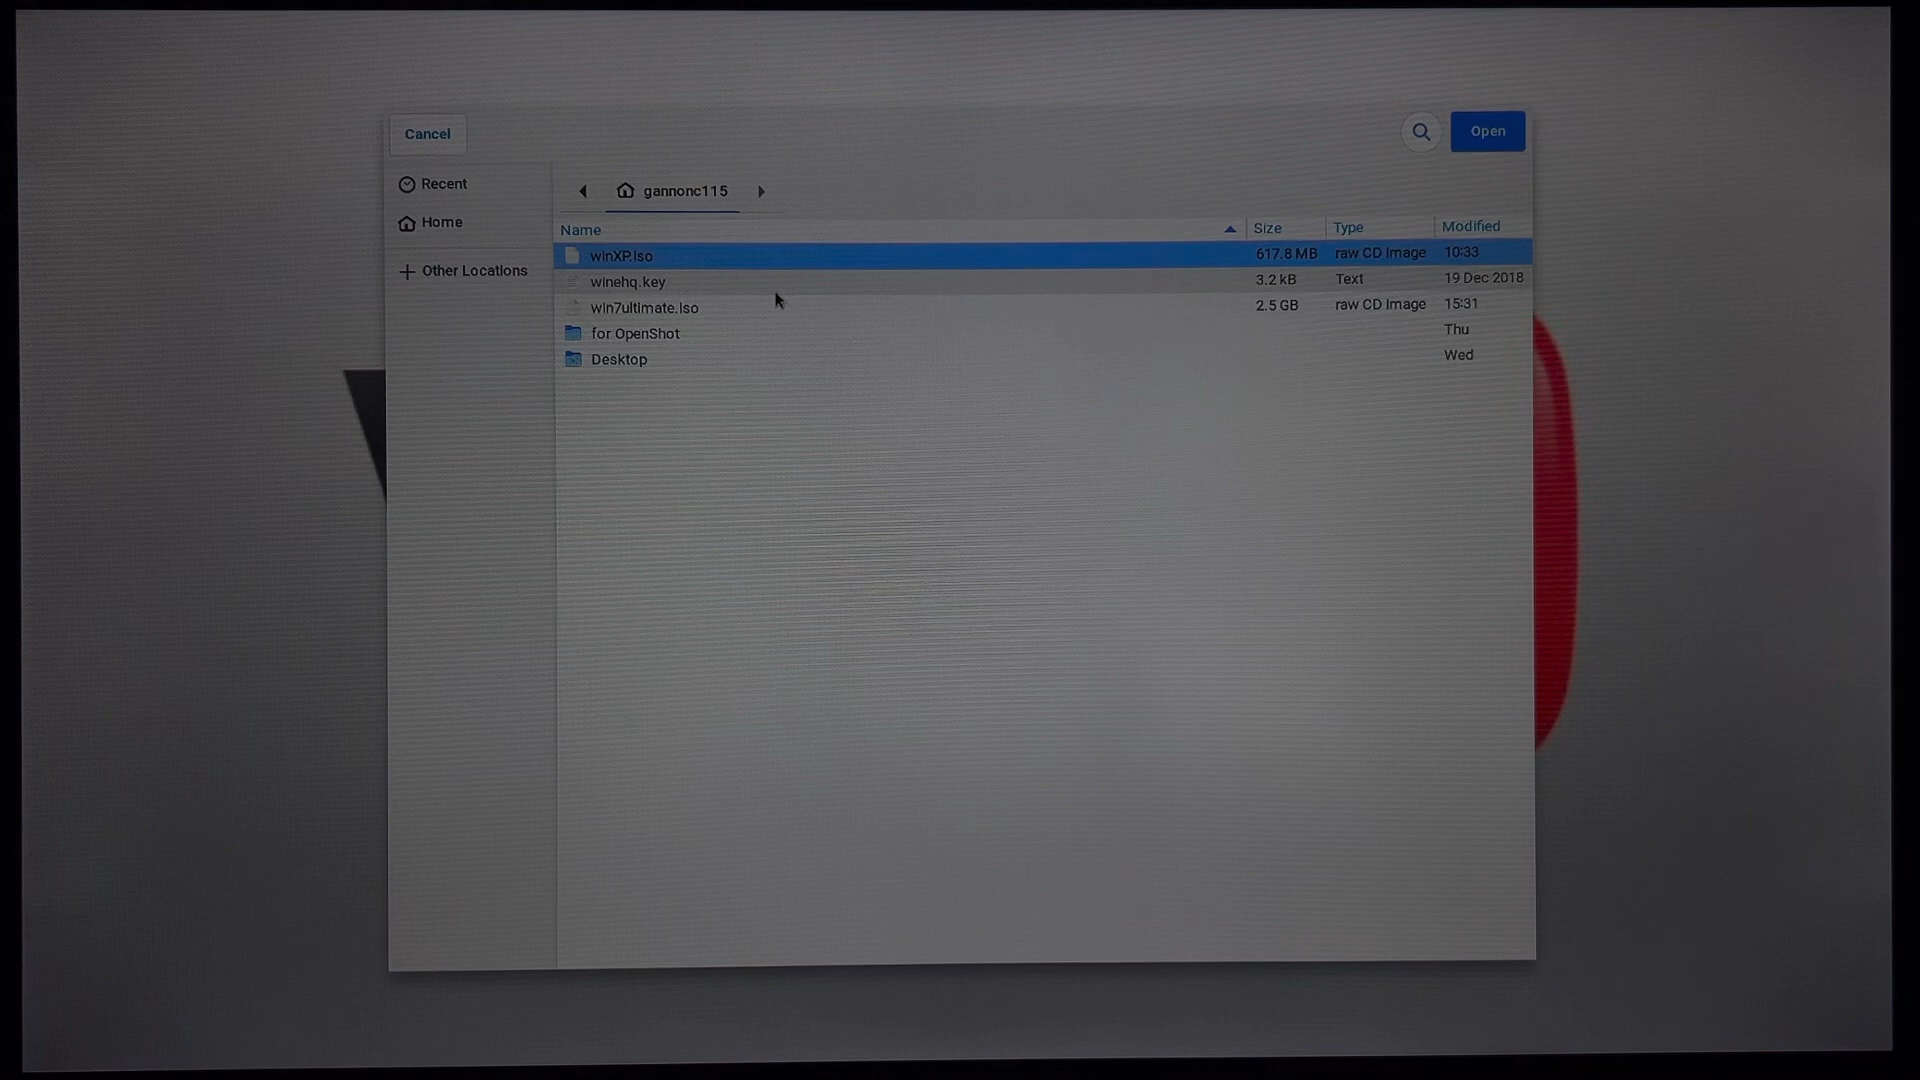 Cancel
Open
Recent
Home
Other Locations
gannonc115
Name Size Type Modified
winXP.iso 617.8 MB raw CD image 10:33
winehq.key 3.2 kB Text 19 Dec 2018
win7ultimate.iso 2.5 GB raw CD image 15:31
for OpenShot Thu
Desktop Wed